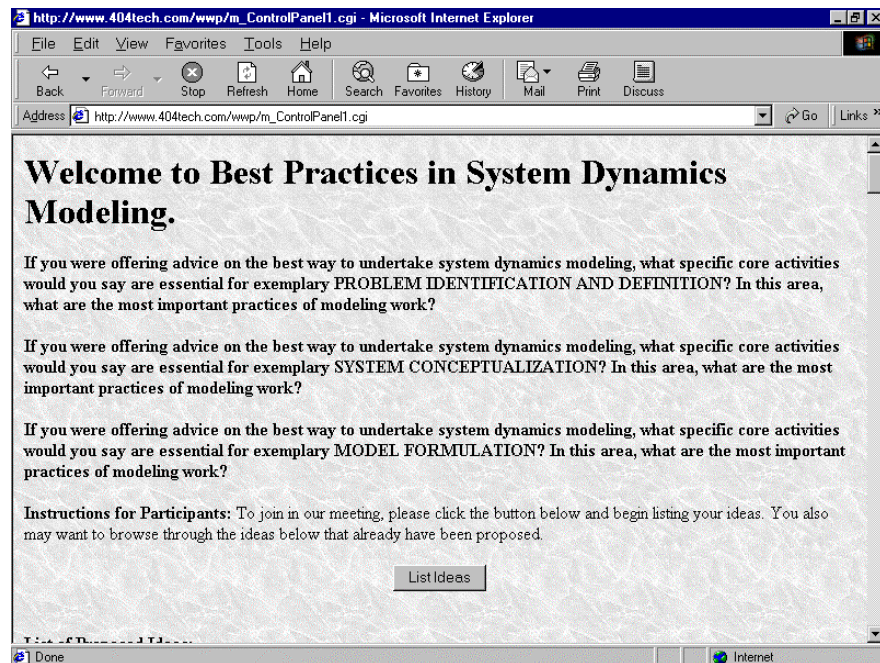 http://www.404tech.com/wwp/m_ControlPanel1.cgi - Microsoft Internet Explorer
File Edit View Favorites Tools Help
Back Forward Stop Refresh Home Search Favorites History Mail Print Discuss
Address http://www.404tech.com/wwp/m_ControlPanel1.cgi Go Links »
Welcome to Best Practices in System Dynamics
Modeling.
If you were offering advice on the best way to undertake system dynamics modeling, what specific core activities
would you say are essential for exemplary PROBLEM IDENTIFICATION AND DEFINITION? In this area,
what are the most important practices of modeling work?
If you were offering advice on the best way to undertake system dynamics modeling, what specific core activities
would you say are essential for exemplary SYSTEM CONCEPTUALIZATION? In this area, what are the most
important practices of modeling work?
If you were offering advice on the best way to undertake system dynamics modeling, what specific core activities
would you say are essential for exemplary MODEL FORMULATION? In this area, what are the most important
practices of modeling work?
Instructions for Participants: To join in our meeting, please click the button below and begin listing your ideas. You also
may want to browse through the ideas below that already have been proposed.
List Ideas
List of Proposed Ideas:
Done Internet